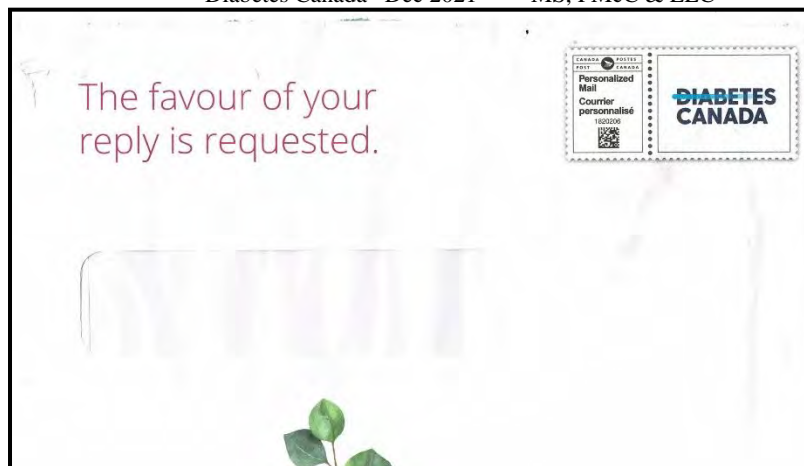 Diabetes Canada Dec 2021 MS, PMcC & LLC
The favour of your
reply is requested.
CANADA POSTES
POST CANADA
Personalized
Mail
Courrier
personnalisé
1820206
DIABETES
CANADA